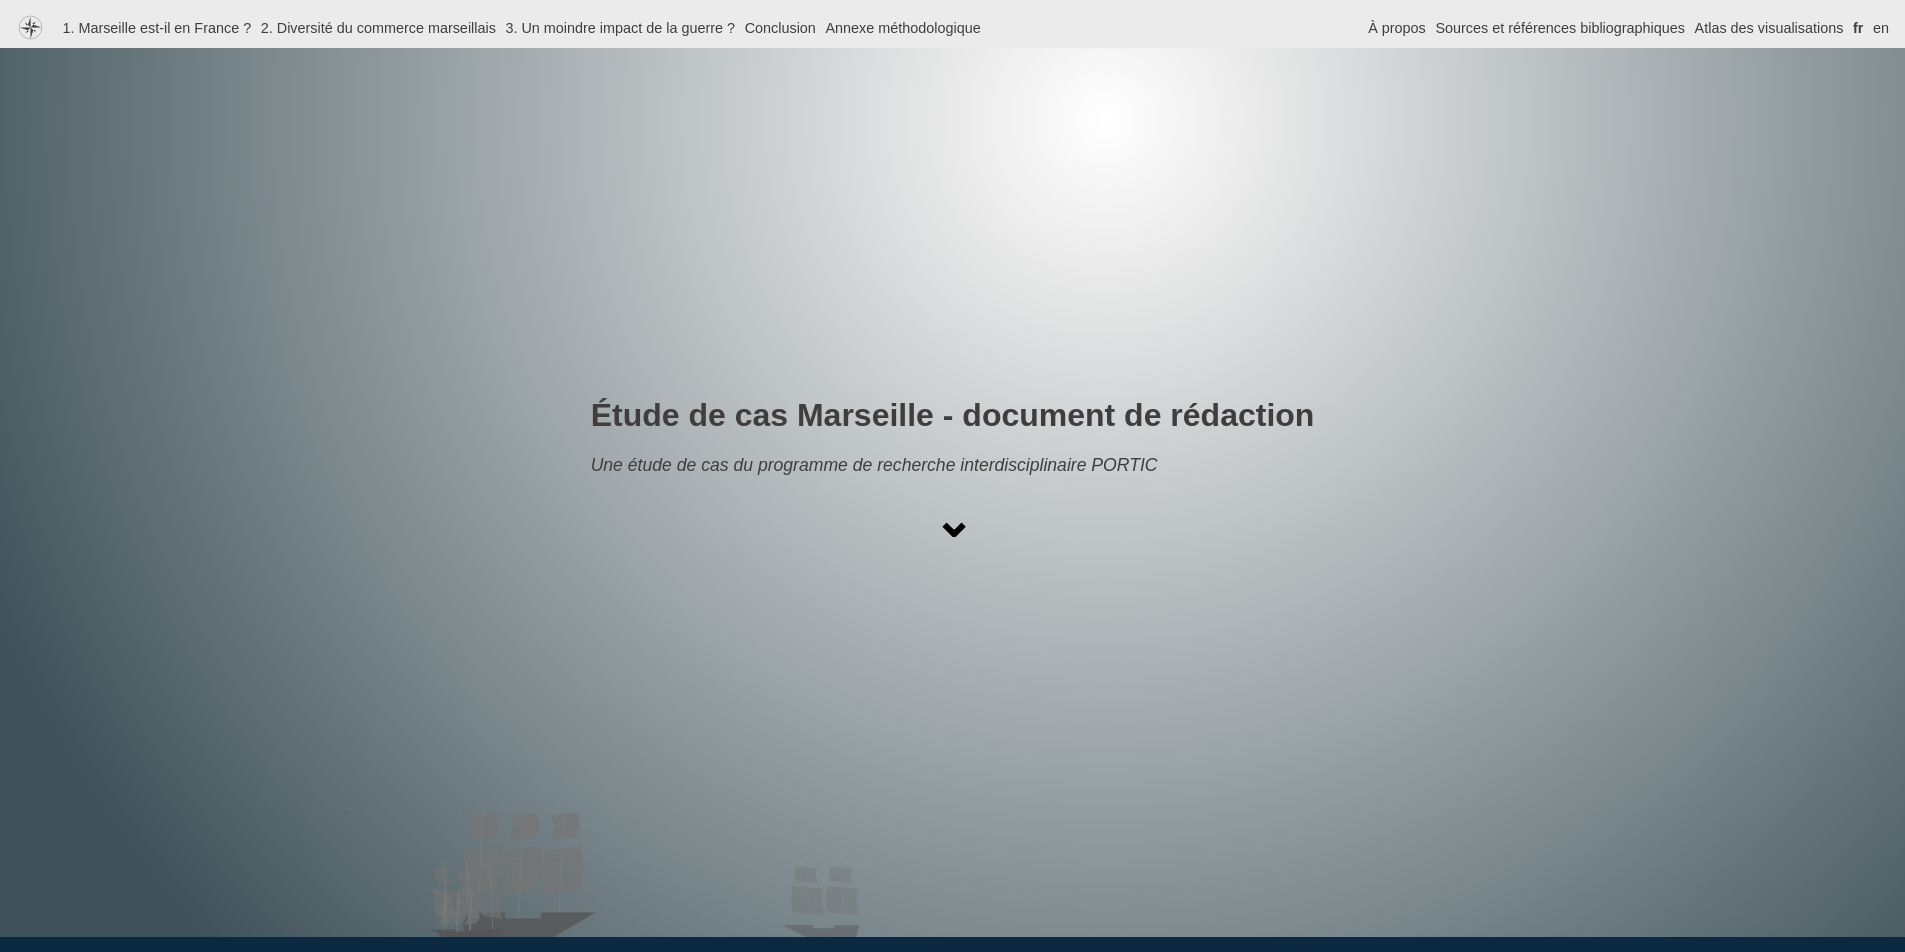 1. Marseille est-il en France ? 2. Diversité du commerce marseillais 3. Un moindre impact de la guerre ? Conclusion Annexe méthodologique À propos Sources et références bibliographiques Atlas des visualisations fr en
Étude de cas Marseille - document de rédaction
Une étude de cas du programme de recherche interdisciplinaire PORTIC